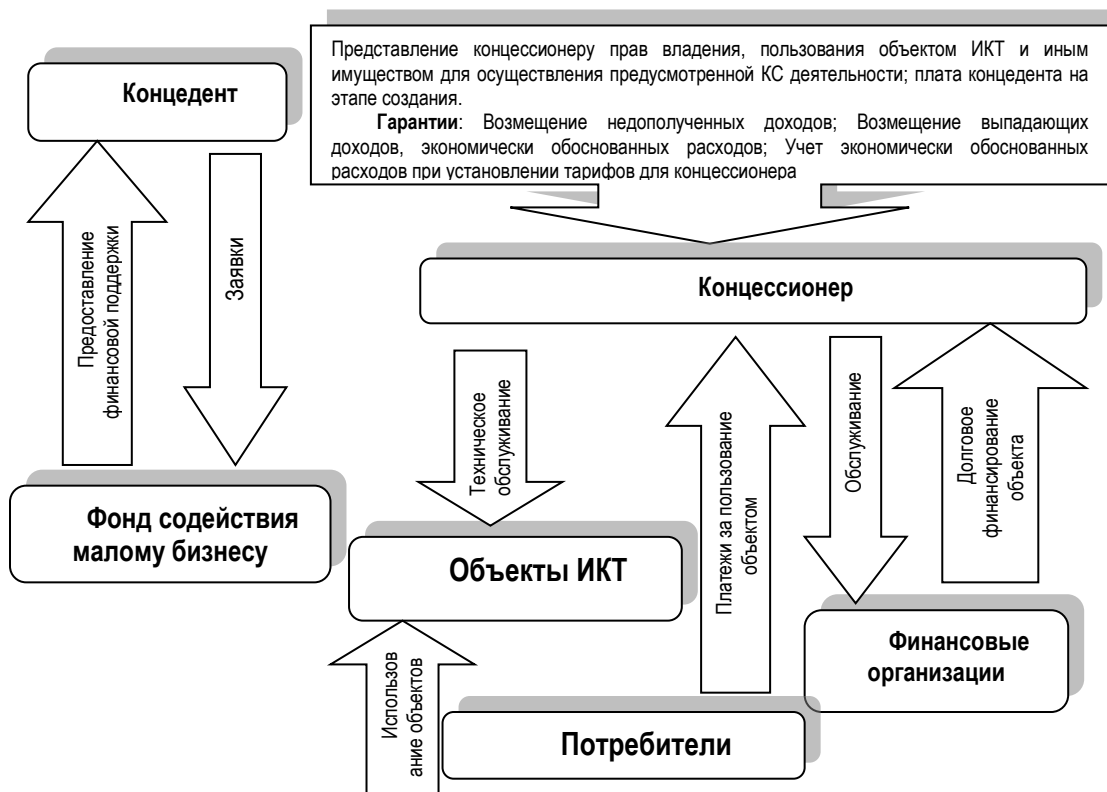 Представление концессионеру прав владения, пользования объектом ИКТ и иным
имуществом для осуществления предусмотренной КС деятельности; плата концедента на
этапе создания.
Гарантии: Возмещение недополученных доходов; Возмещение выпадающих
доходов, экономически обоснованных расходов; Учет экономически обоснованных
расходов при установлении тарифов для концессионера
Концедент
Предоставление
финансовой поддержки
Заявки
Концессионер
Техническое
обслуживание
Платежи за пользование
объектом
Обслуживание
Долговое
финансирование
объекта
Фонд содействия
малому бизнесу
Объекты ИКТ
Финансовые
организации
Использов
ание объектов
Потребители